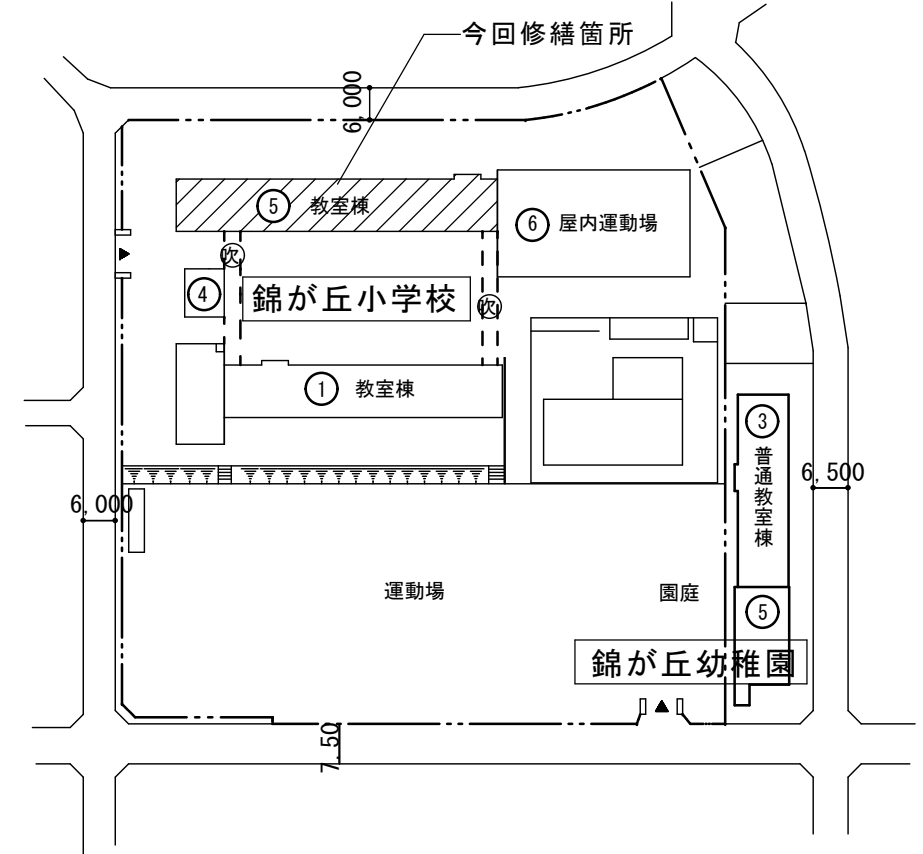 今回修繕箇所
6,000
⑤ 教室棟
⑥ 屋内運動場
吹
④
錦が丘小学校
吹
① 教室棟
③
普通教室棟
6,500
6,000
運動場
園庭
⑤
錦が丘幼稚園
7,50